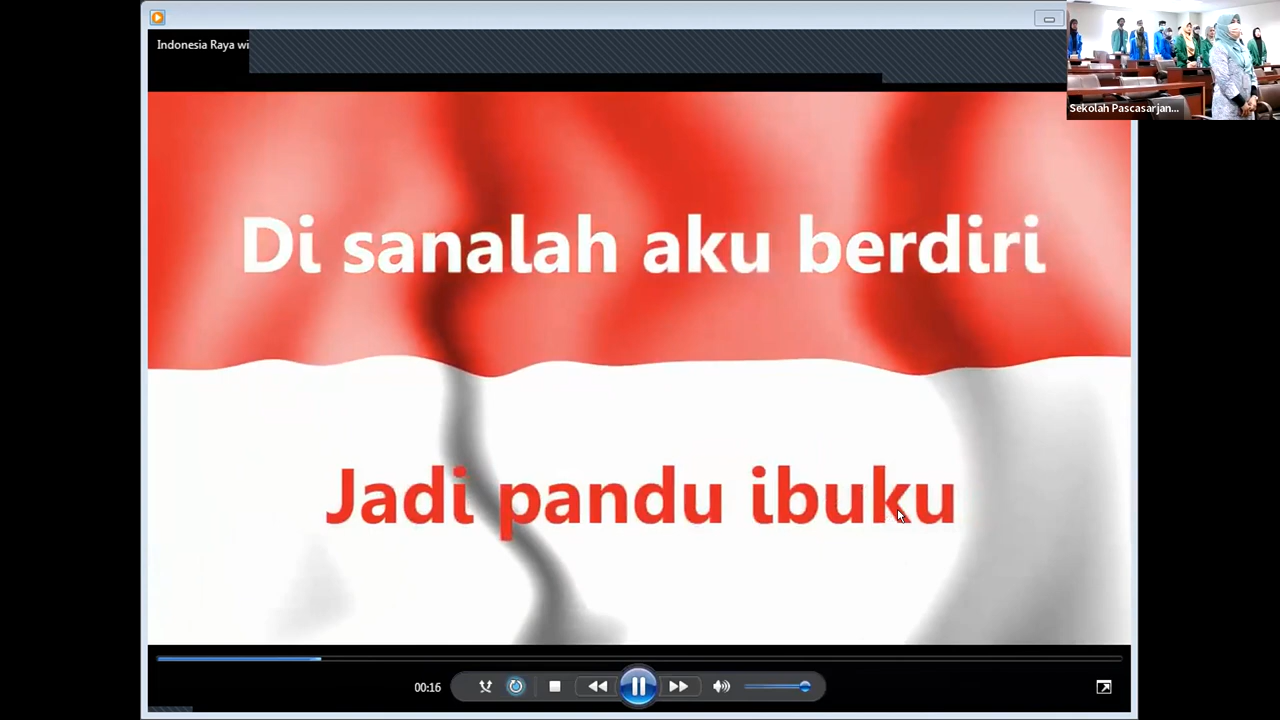 Indonesia Raya wi
Sekolah Pascasarjan...
Di sanalah aku berdiri
Jadi pandu ibuku
00:16